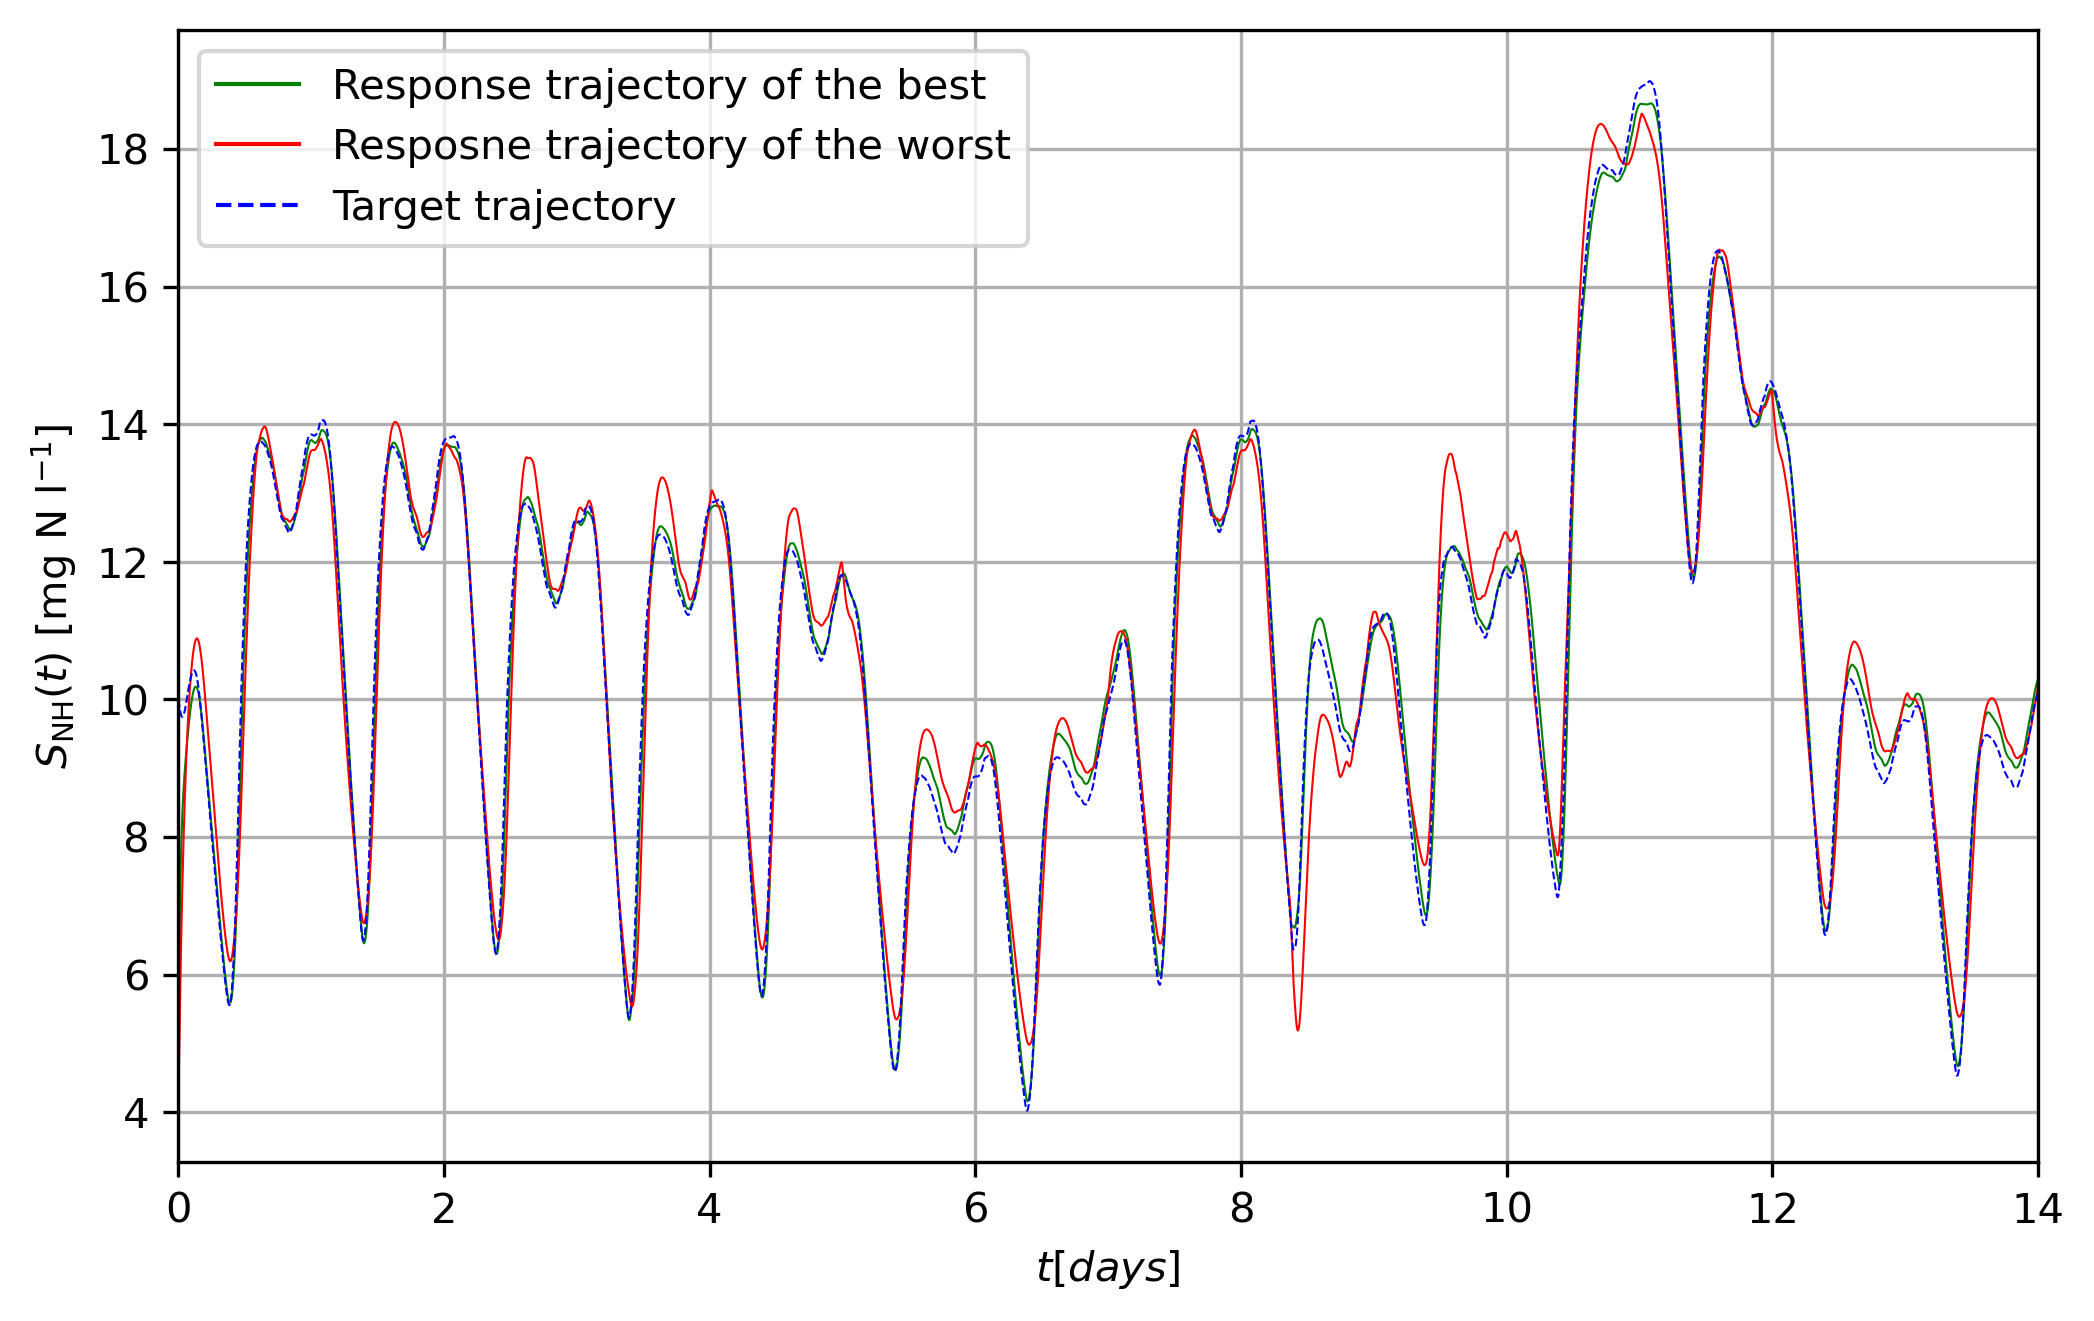 Response trajectory of the best
Resposne trajectory of the worst
Target trajectory
18
16
14
12
10
8
6
4
S_NH(t) [mg N l⁻¹]
0 2 4 6 8 10 12 14
t[days]